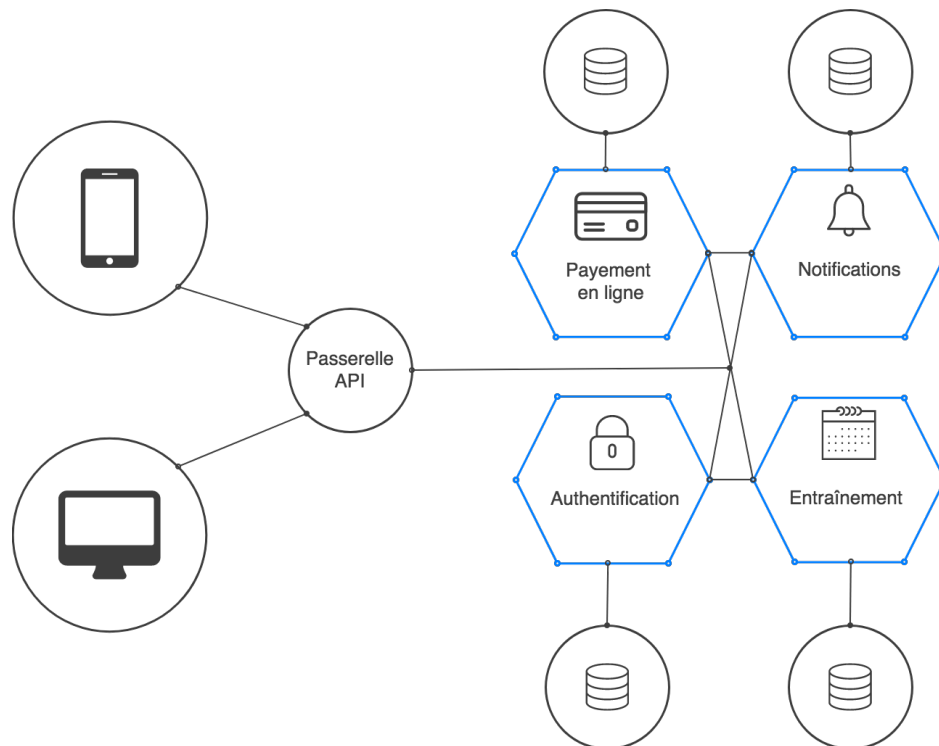 Payement
en ligne
Notifications
Passerelle
API
Authentification
Entraînement